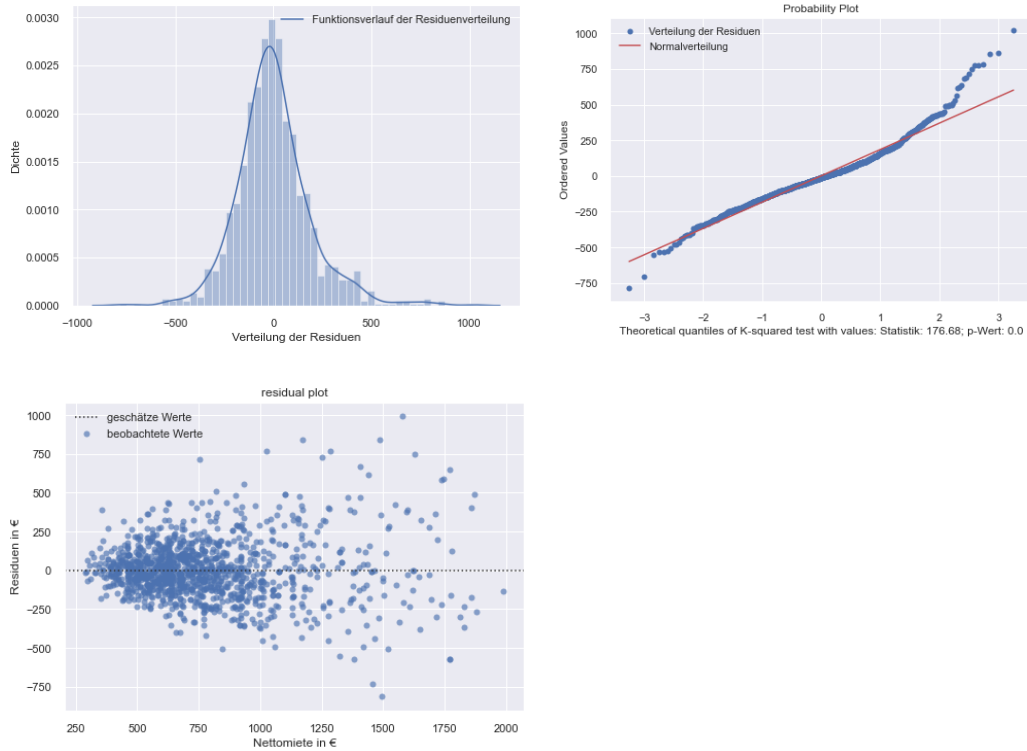 Funktionsverlauf der Residuenverteilung
0.0030
0.0025
0.0020
0.0015
0.0010
0.0005
0.0000
Dichte
−1000 −500 0 500 1000
Verteilung der Residuen
Probability Plot
Verteilung der Residuen
Normalverteilung
1000
750
500
250
0
−250
−500
−750
Ordered Values
−3 −2 −1 0 1 2 3
Theoretical quantiles of K-squared test with values: Statistik: 176.68; p-Wert: 0.0
residual plot
geschätze Werte
beobachtete Werte
1000
750
500
250
0
−250
−500
−750
Residuen in €
250 500 750 1000 1250 1500 1750 2000
Nettomiete in €